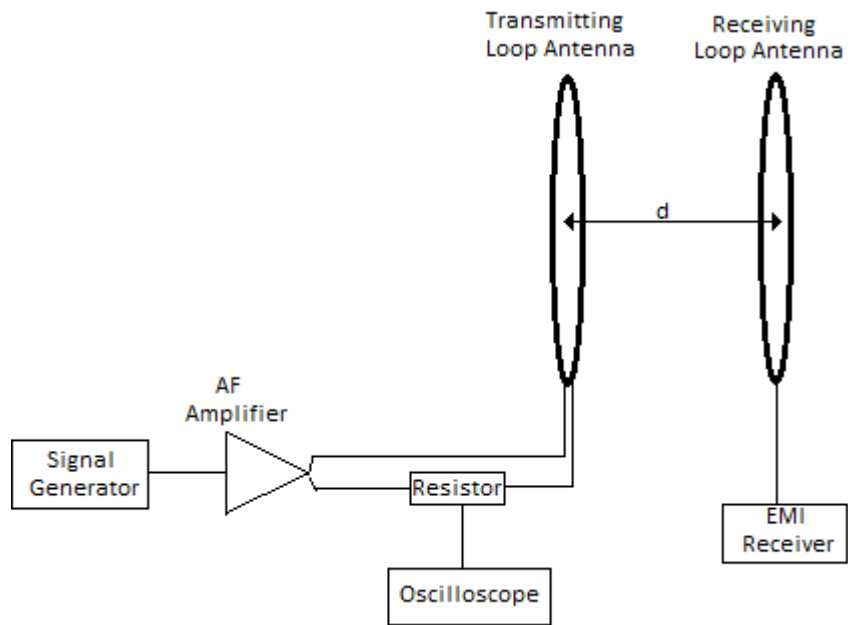 Transmitting
Loop Antenna
Receiving
Loop Antenna
d
AF
Amplifier
Signal
Generator
Resistor
Oscilloscope
EMI
Receiver